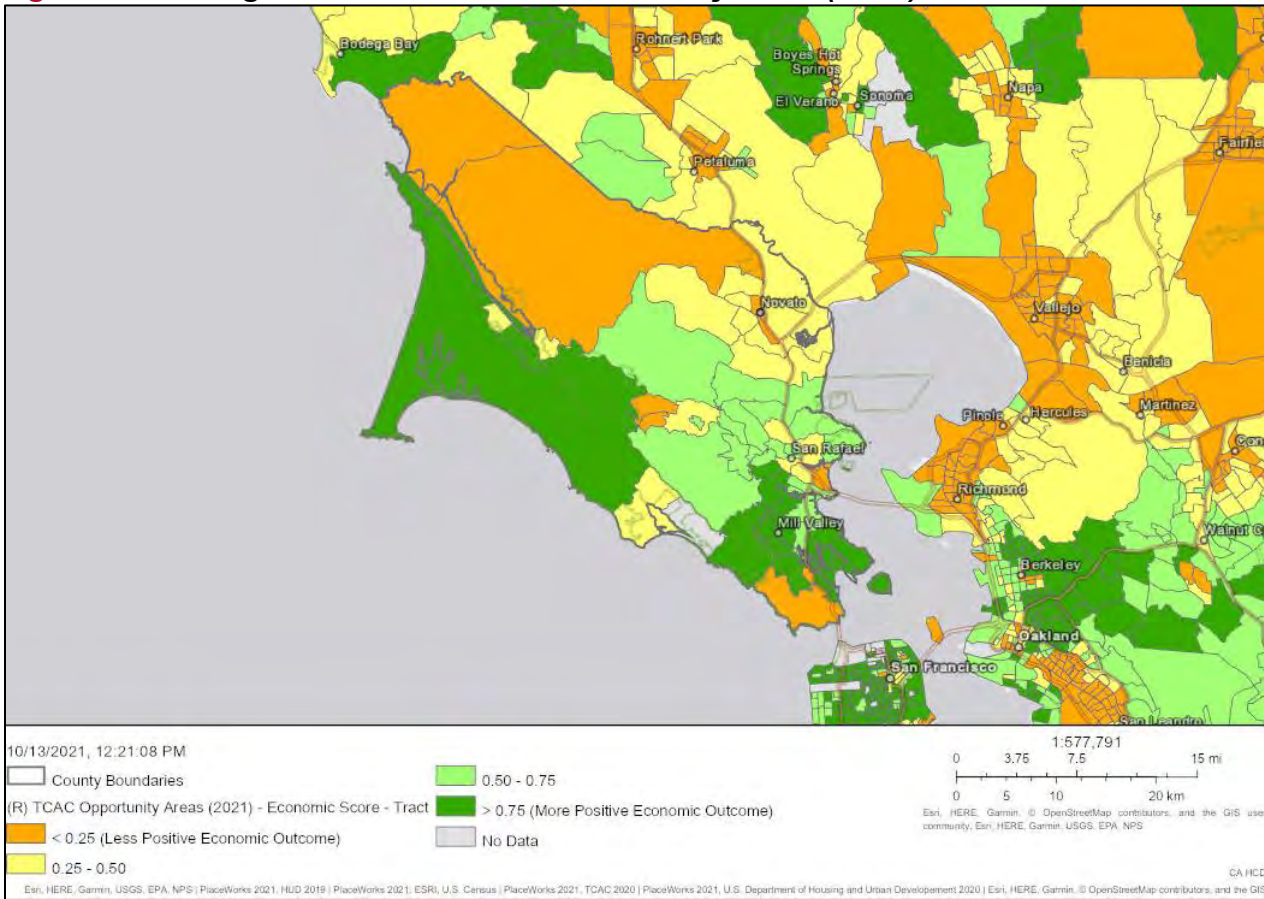 Bodega Bay
Rohnert Park
Boyes Hot
Springs
El Verano
Sonoma
Napa
Petaluma
Novato
Vallejo
Benicia
Pinole
Hercules
Martinez
San Rafael
Richmond
Mill Valley
Berkeley
Oakland
San Francisco
San Leandro
10/13/2021, 12:21:08 PM
County Boundaries
(R) TCAC Opportunity Areas (2021) - Economic Score - Tract
< 0.25 (Less Positive Economic Outcome)
0.25 - 0.50
0.50 - 0.75
> 0.75 (More Positive Economic Outcome)
No Data
1:577,791
0 3.75 7.5 15 mi
0 5 10 20 km
Esri, HERE, Garmin, © OpenStreetMap contributors, and the GIS user
community, Esri, HERE, Garmin, USGS, EPA, NPS
CA HCD
Esri, HERE, Garmin, USGS, EPA, NPS | PlaceWorks 2021, HUD 2019 | PlaceWorks 2021, ESRI, U.S. Census | PlaceWorks 2021, TCAC 2020 | PlaceWorks 2021, U.S. Department of Housing and Urban Developement 2020 | Esri, HERE, Garmin, © OpenStreetMap contributors, and the GIS